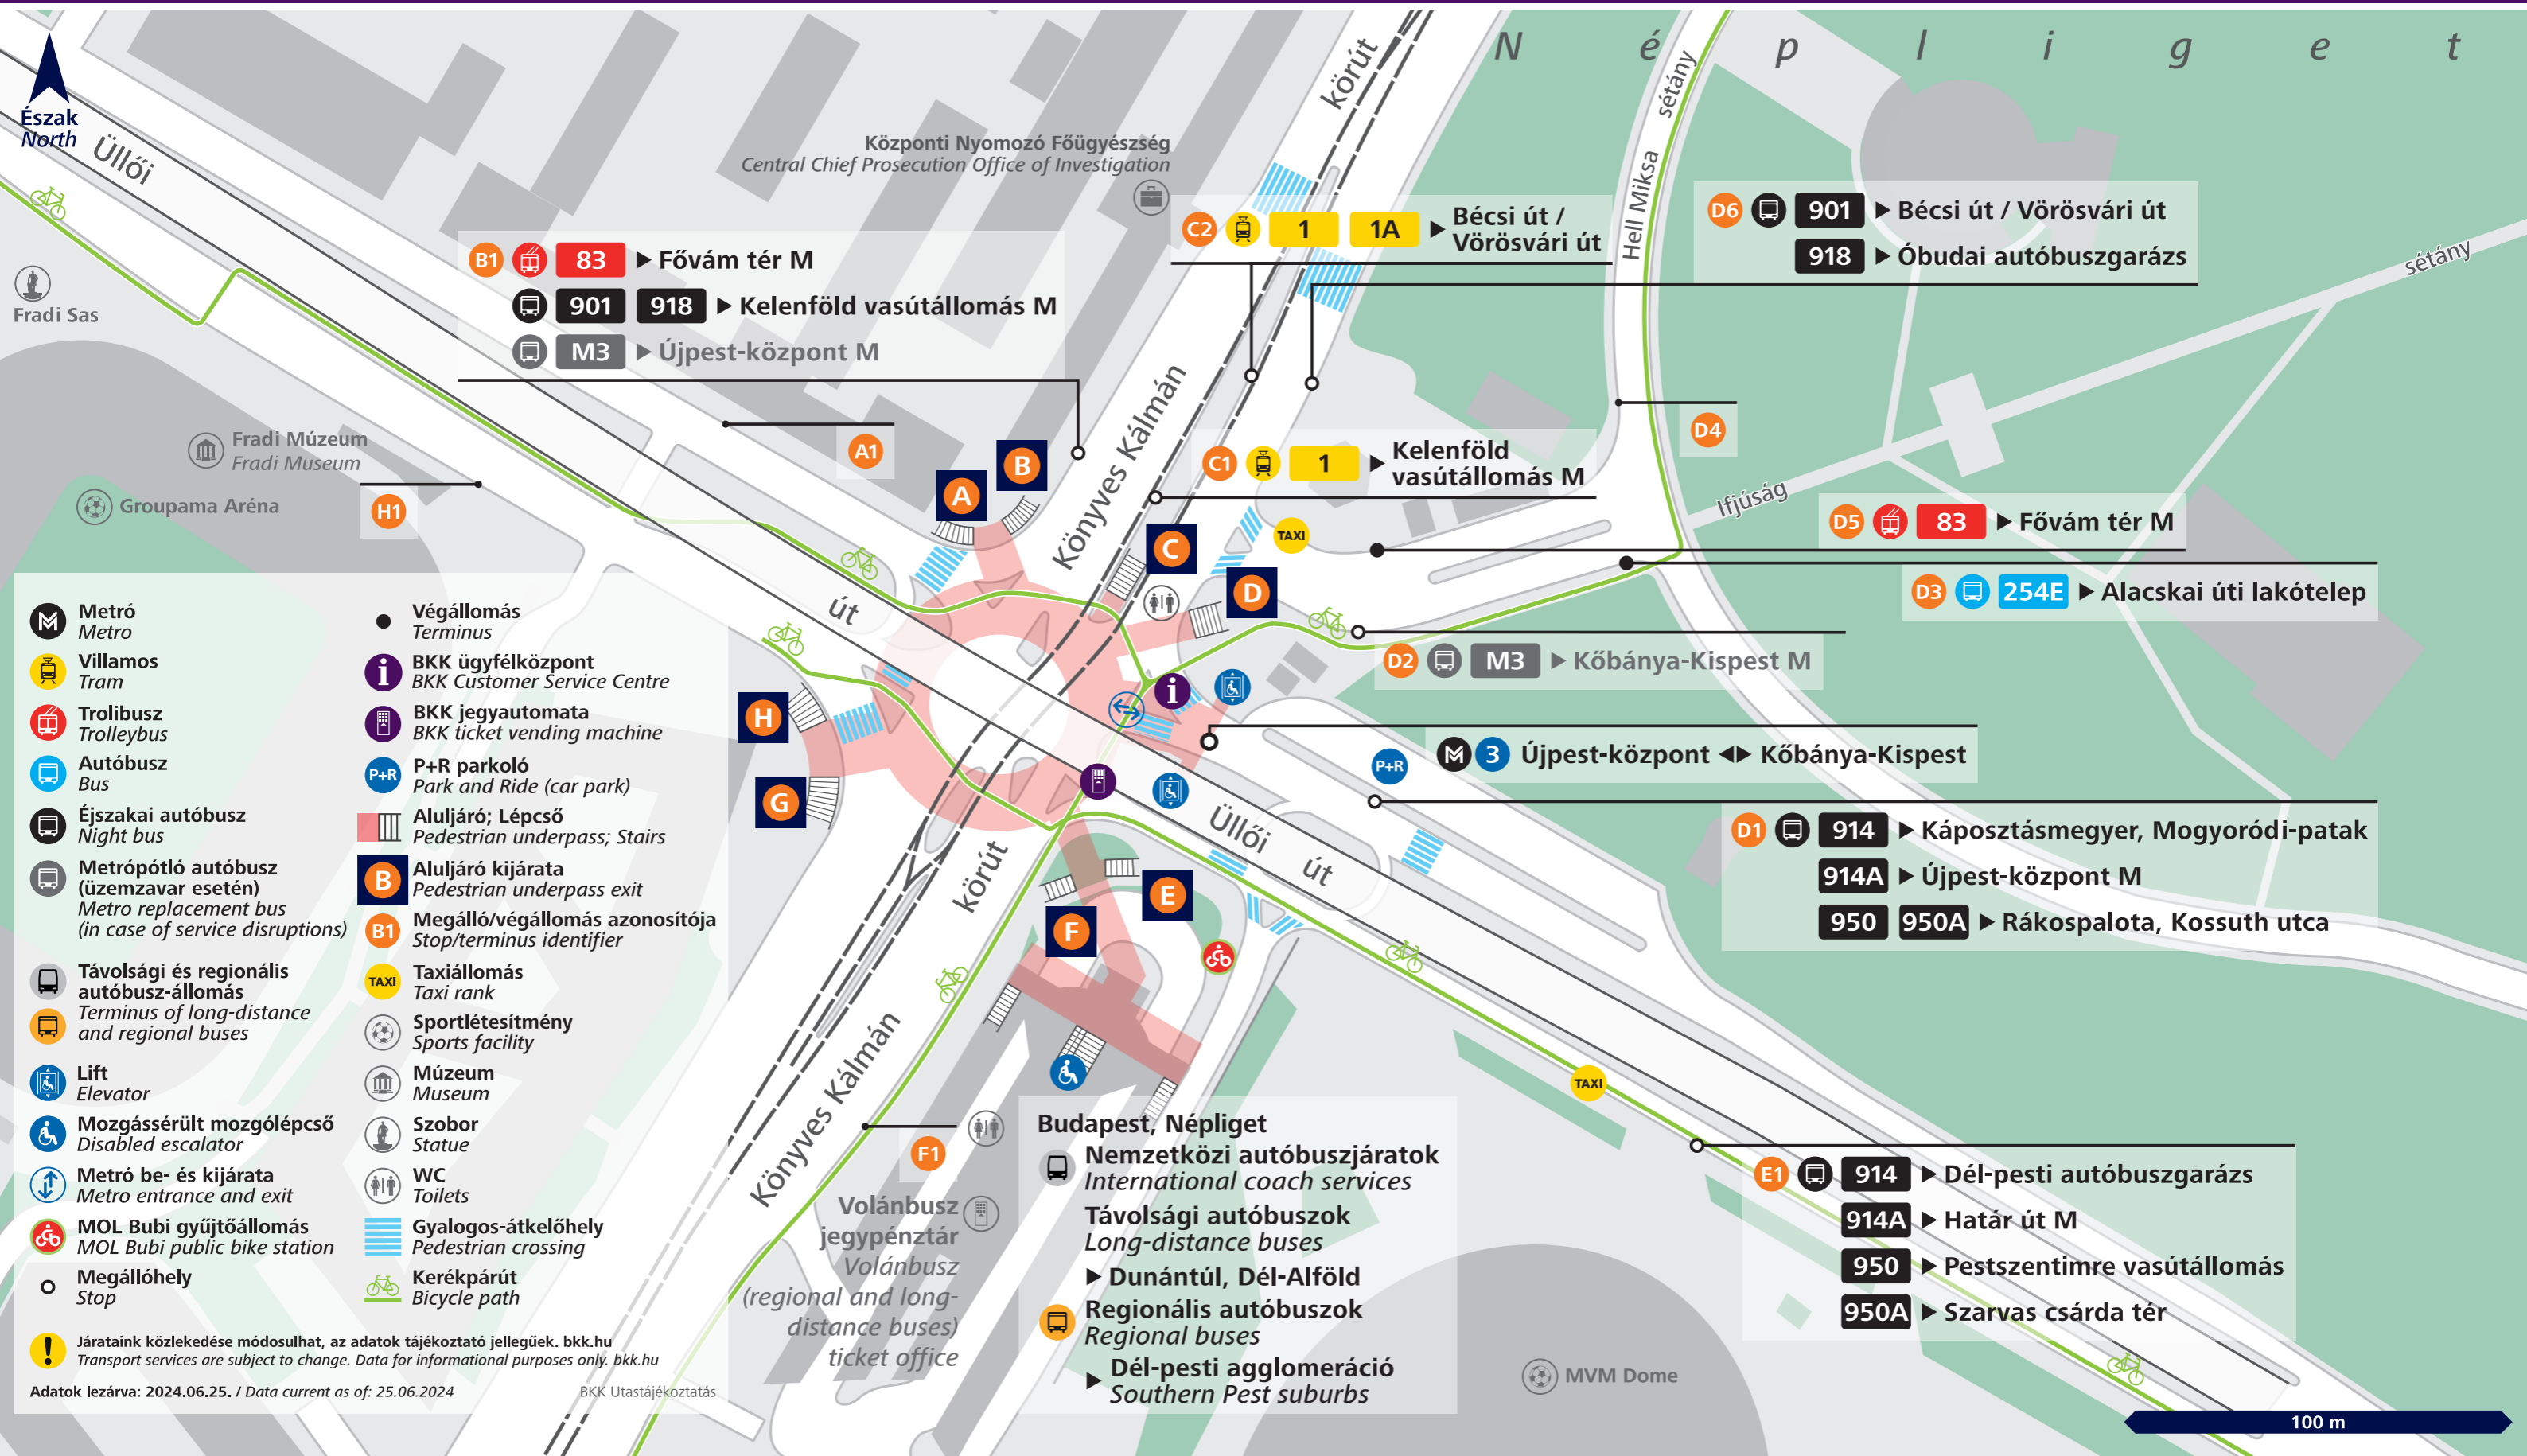 N é p l i g e t
Észak
North
Üllői
körút
Hell Miksa sétány
sétány
Központi Nyomozó Főügyészség
Central Chief Prosecution Office of Investigation
C2 1 1A Bécsi út /
Vörösvári út
D6 901 Bécsi út / Vörösvári út
918 Óbudai autóbuszgarázs
B1 83 Fővám tér M
901 918 Kelenföld vasútállomás M
M3 Újpest-központ M
Fradi Sas
Fradi Múzeum
Fradi Museum
Groupama Aréna
H1
A1
A
B
Könyves Kálmán
C1 1 Kelenföld
vasútállomás M
D4
Ifjúság
C
TAXI
D
D5 83 Fővám tér M
D3 254E Alacskai úti lakótelep
D2 M3 Kőbánya-Kispest M
út
i
H
G
M 3 Újpest-központ Kőbánya-Kispest
P+R
D1 914 Káposztásmegyer, Mogyoródi-patak
914A Újpest-központ M
950 950A Rákospalota, Kossuth utca
Üllői út
körút
E
F
TAXI
Könyves Kálmán
F1
E1 914 Dél-pesti autóbuszgarázs
914A Határ út M
950 Pestszentimre vasútállomás
950A Szarvas csárda tér
Volánbusz
jegypénztár
Volánbusz
(regional and long-
distance buses)
ticket office
Budapest, Népliget
Nemzetközi autóbuszjáratok
International coach services
Távolsági autóbuszok
Long-distance buses
Dunántúl, Dél-Alföld
Regionális autóbuszok
Regional buses
Dél-pesti agglomeráció
Southern Pest suburbs
MVM Dome
100 m
Metró
Metro
Villamos
Tram
Trolibusz
Trolleybus
Autóbusz
Bus
Éjszakai autóbusz
Night bus
Metrópótló autóbusz
(üzemzavar esetén)
Metro replacement bus
(in case of service disruptions)
Távolsági és regionális
autóbusz-állomás
Terminus of long-distance
and regional buses
Lift
Elevator
Mozgássérült mozgólépcső
Disabled escalator
Metró be- és kijárata
Metro entrance and exit
MOL Bubi gyűjtőállomás
MOL Bubi public bike station
Megállóhely
Stop
Végállomás
Terminus
i BKK ügyfélközpont
BKK Customer Service Centre
BKK jegyautomata
BKK ticket vending machine
P+R P+R parkoló
Park and Ride (car park)
Aluljáró; Lépcső
Pedestrian underpass; Stairs
B Aluljáró kijárata
Pedestrian underpass exit
B1 Megálló/végállomás azonosítója
Stop/terminus identifier
TAXI Taxiállomás
Taxi rank
Sportlétesítmény
Sports facility
Múzeum
Museum
Szobor
Statue
WC
Toilets
Gyalogos-átkelőhely
Pedestrian crossing
Kerékpárút
Bicycle path
! Járataink közlekedése módosulhat, az adatok tájékoztató jellegűek. bkk.hu
Transport services are subject to change. Data for informational purposes only. bkk.hu
Adatok lezárva: 2024.06.25. / Data current as of: 25.06.2024
BKK Utastájékoztatás